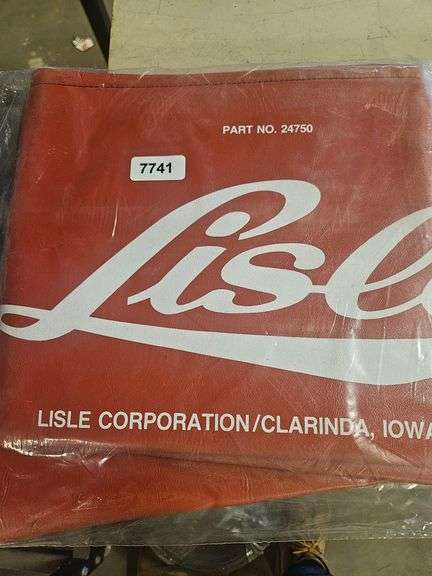 PART NO. 24750
7741
Lisle
LISLE CORPORATION/CLARINDA, IOWA